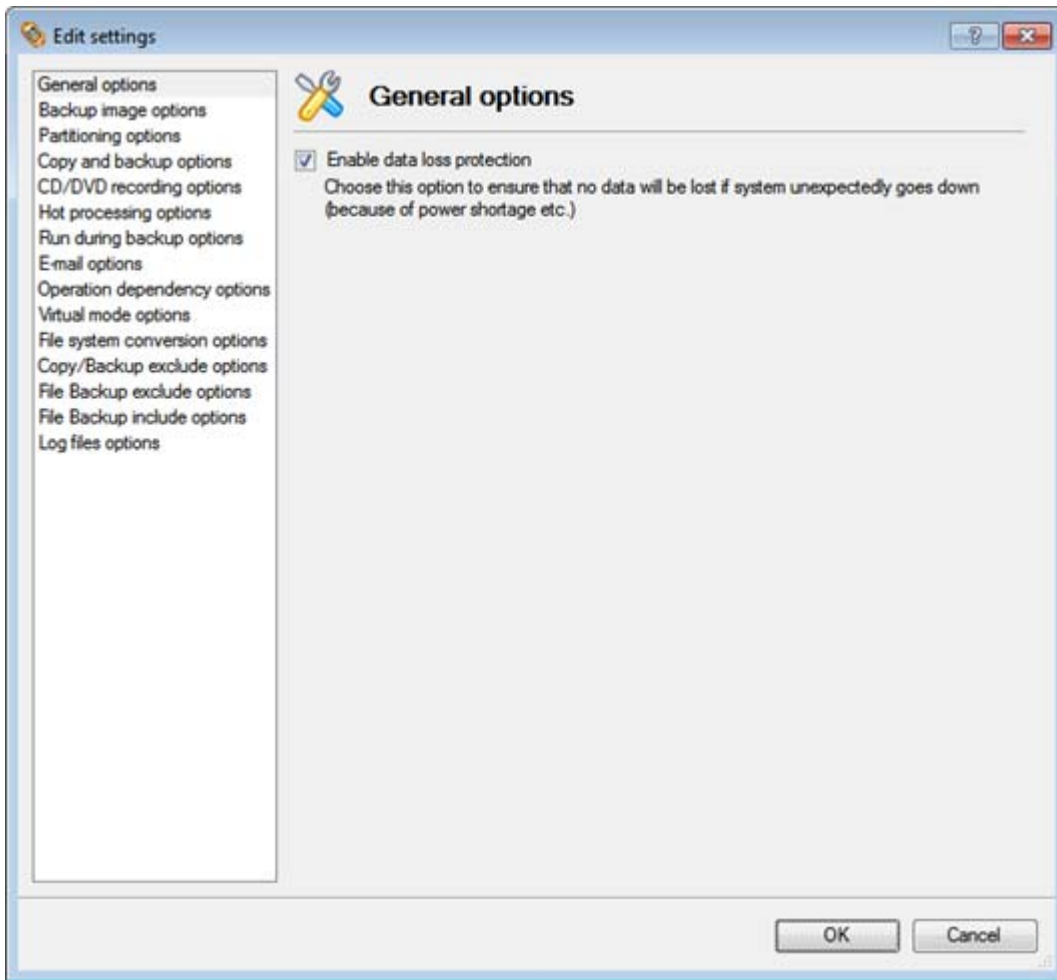 Edit settings
General options
Backup image options
Partitioning options
Copy and backup options
CD/DVD recording options
Hot processing options
Run during backup options
E-mail options
Operation dependency options
Virtual mode options
File system conversion options
Copy/Backup exclude options
File Backup exclude options
File Backup include options
Log files options
General options
Enable data loss protection
Choose this option to ensure that no data will be lost if system unexpectedly goes down
(because of power shortage etc.)
OK
Cancel